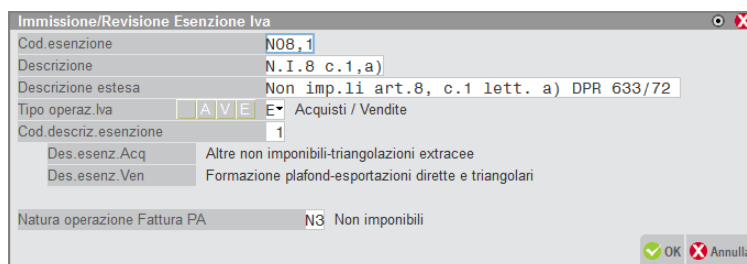 Immissione/Revisione Esenzione Iva
Cod.esenzione N08,1
Descrizione N.I.8 c.1,a)
Descrizione estesa Non imp.li art.8, c.1 lett. a) DPR 633/72
Tipo operaz.Iva A V E E Acquisti / Vendite
Cod.descriz.esenzione 1
Des.esenz.Acq Altre non imponibili-triangolazioni extracee
Des.esenz.Ven Formazione plafond-esportazioni dirette e triangolari
Natura operazione Fattura PA N3 Non imponibili
OK Annulla